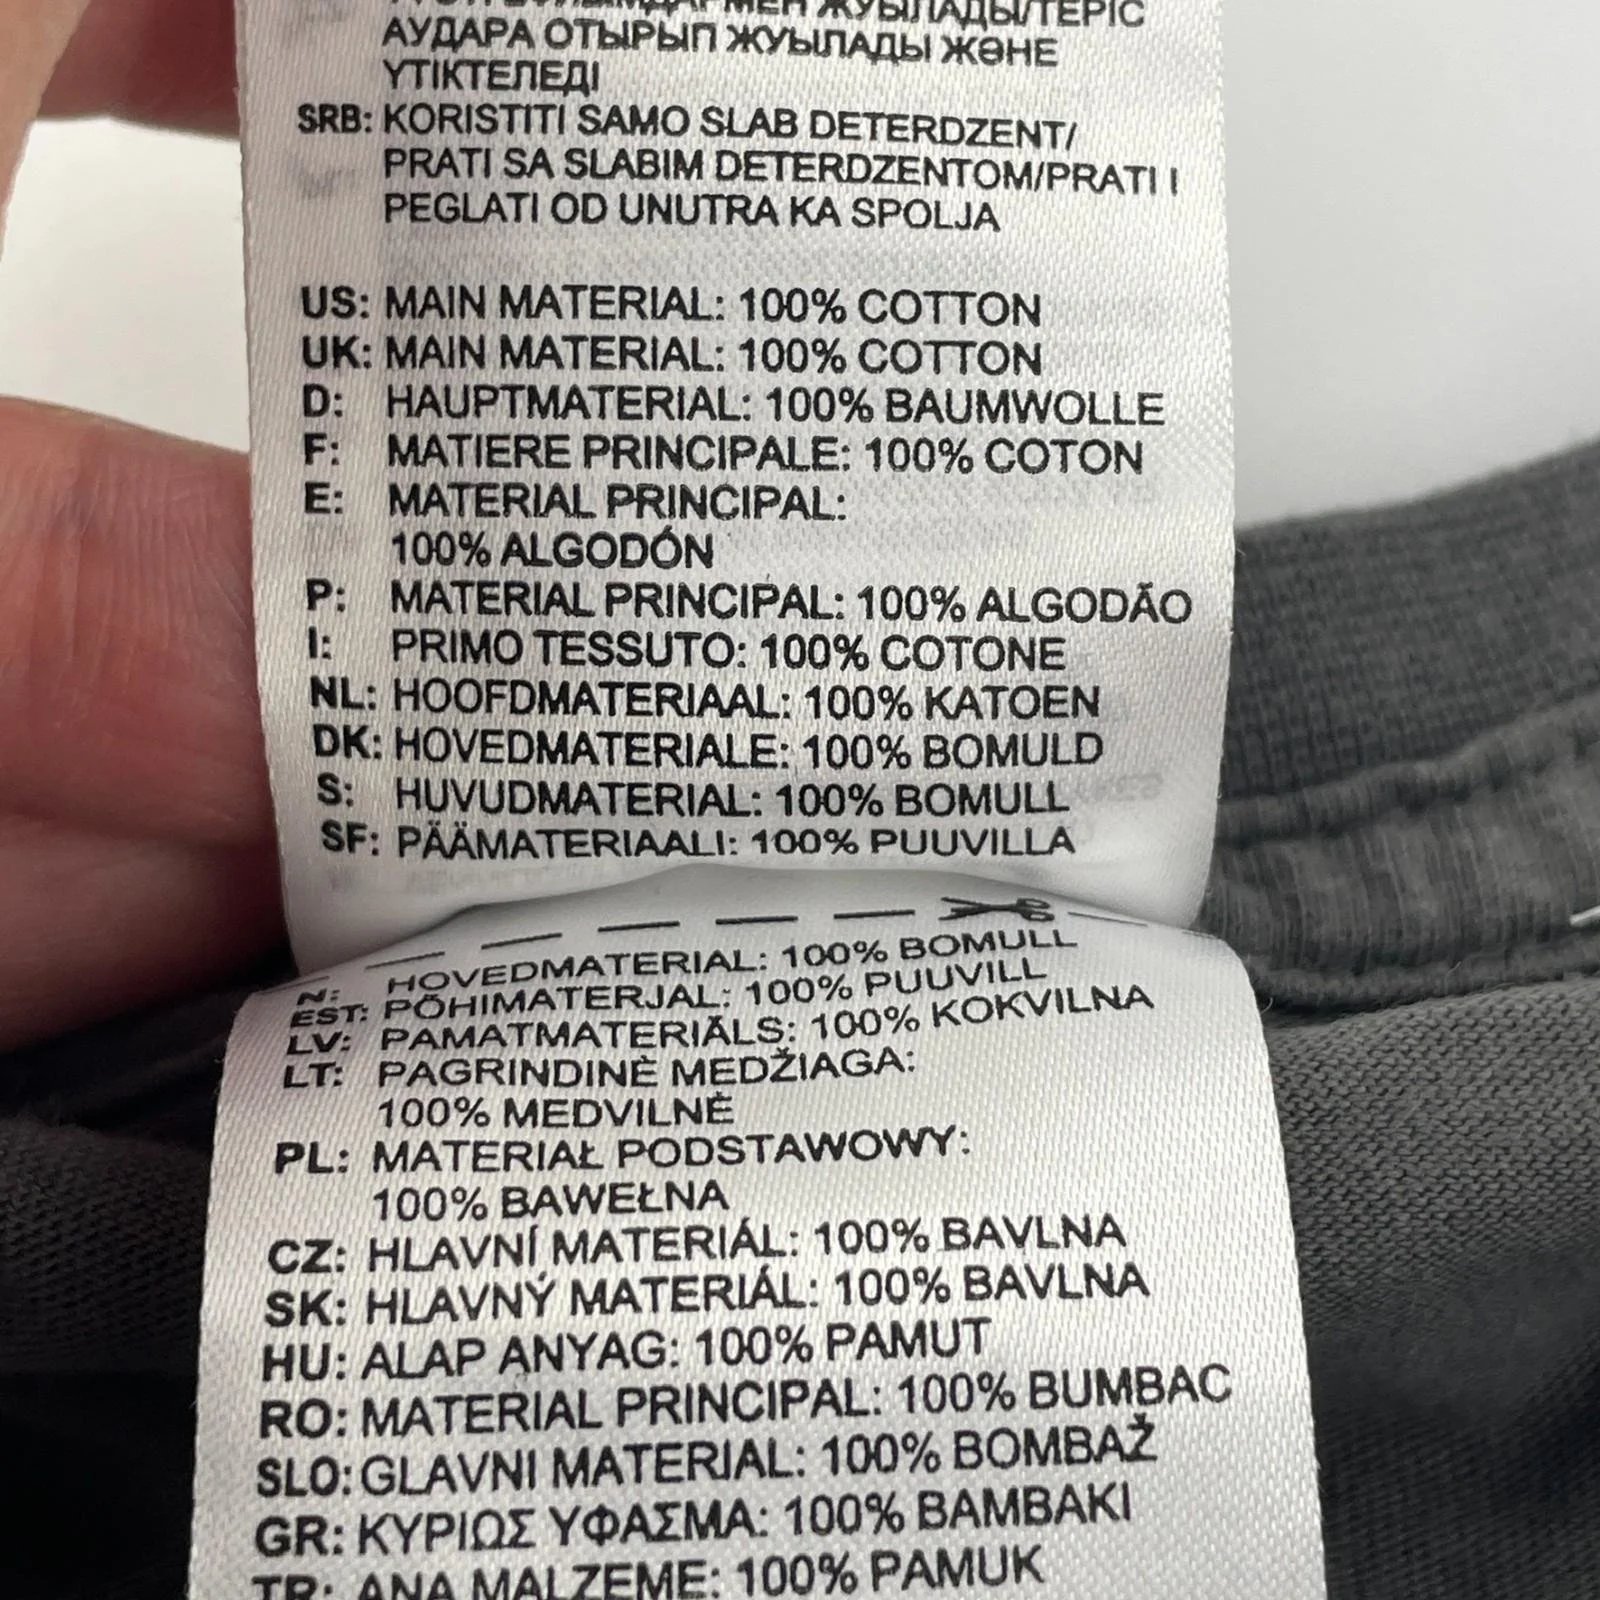 ЖУЫЛАДЫ/ТЕРІС
АУДАРА ОТЫРЫП ЖУЫЛАДЫ ЖӘНЕ
ҮТІКТЕЛЕДІ
SRB: KORISTITI SAMO SLAB DETERDZENT/
PRATI SA SLABIM DETERDZENTOM/PRATI I
PEGLATI OD UNUTRA KA SPOLJA
US: MAIN MATERIAL: 100% COTTON
UK: MAIN MATERIAL: 100% COTTON
D: HAUPTMATERIAL: 100% BAUMWOLLE
F: MATIERE PRINCIPALE: 100% COTON
E: MATERIAL PRINCIPAL:
100% ALGODÓN
P: MATERIAL PRINCIPAL: 100% ALGODÃO
I: PRIMO TESSUTO: 100% COTONE
NL: HOOFDMATERIAAL: 100% KATOEN
DK: HOVEDMATERIALE: 100% BOMULD
S: HUVUDMATERIAL: 100% BOMULL
SF: PÄÄMATERIAALI: 100% PUUVILLA
N: HOVEDMATERIAL: 100% BOMULL
EST: PÕHIMATERJAL: 100% PUUVILL
LV: PAMATMATERIĀLS: 100% KOKVILNA
LT: PAGRINDINĖ MEDŽIAGA:
100% MEDVILNĖ
PL: MATERIAŁ PODSTAWOWY:
100% BAWEŁNA
CZ: HLAVNÍ MATERIÁL: 100% BAVLNA
SK: HLAVNÝ MATERIÁL: 100% BAVLNA
HU: ALAP ANYAG: 100% PAMUT
RO: MATERIAL PRINCIPAL: 100% BUMBAC
SLO: GLAVNI MATERIAL: 100% BOMBAŽ
GR: ΚΥΡΙΩΣ ΥΦΑΣΜΑ: 100% ΒΑΜΒΑΚΙ
TR: ANA MALZEME: 100% PAMUK